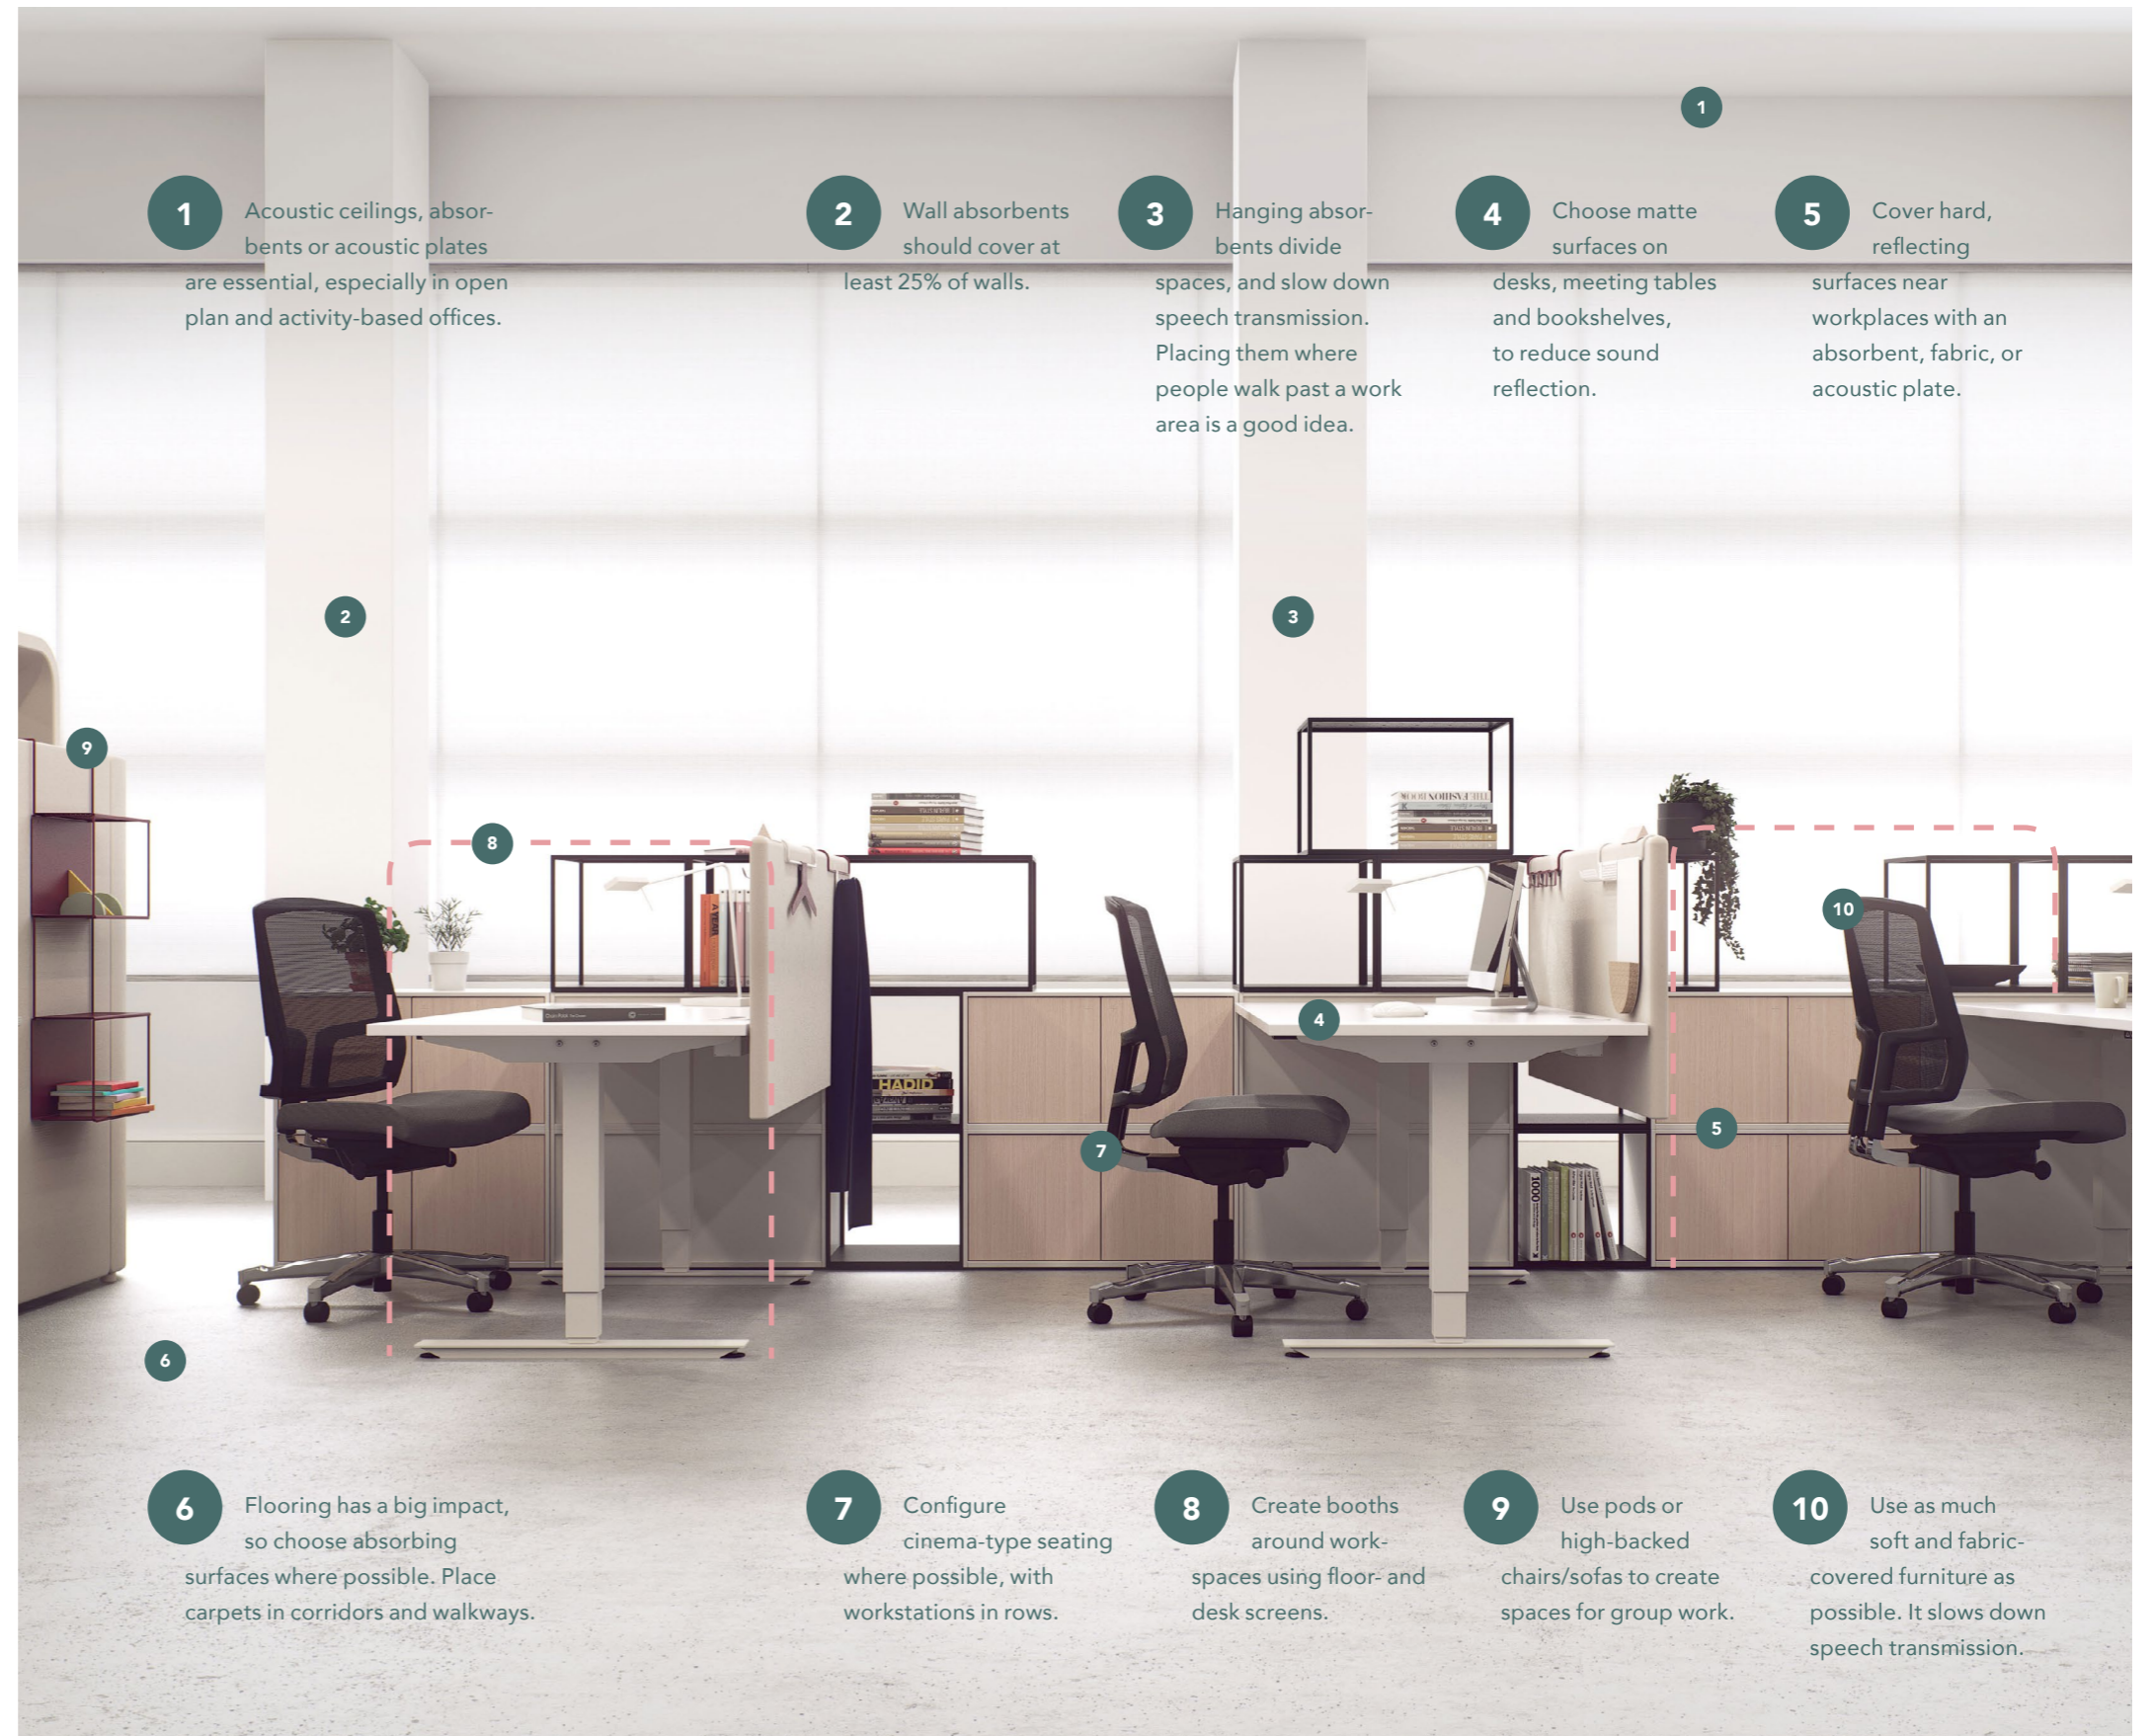 1
1 Acoustic ceilings, absor-
bents or acoustic plates
are essential, especially in open
plan and activity-based offices.
2 Wall absorbents
should cover at
least 25% of walls.
3 Hanging absor-
bents divide
spaces, and slow down
speech transmission.
Placing them where
people walk past a work
area is a good idea.
4 Choose matte
surfaces on
desks, meeting tables
and bookshelves,
to reduce sound
reflection.
5 Cover hard,
reflecting
surfaces near
workplaces with an
absorbent, fabric, or
acoustic plate.
2
3
9
THE FASHION BOOK
8
10
4
HADID
7
5
1000
6
6 Flooring has a big impact,
so choose absorbing
surfaces where possible. Place
carpets in corridors and walkways.
7 Configure
cinema-type seating
where possible, with
workstations in rows.
8 Create booths
around work-
spaces using floor- and
desk screens.
9 Use pods or
high-backed
chairs/sofas to create
spaces for group work.
10 Use as much
soft and fabric-
covered furniture as
possible. It slows down
speech transmission.